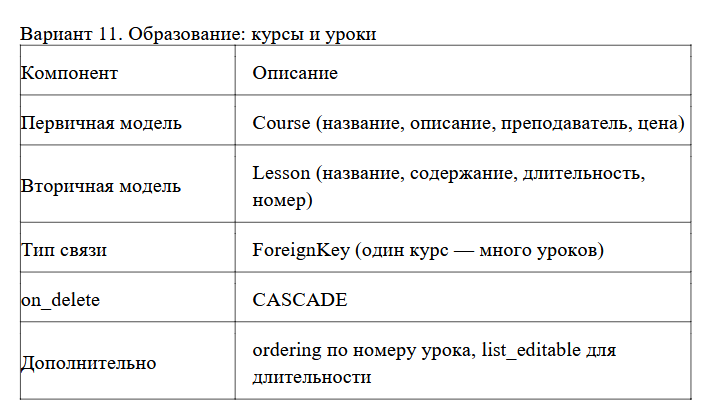 Вариант 11. Образование: курсы и уроки
Компонент
Описание
Первичная модель
Course (название, описание, преподаватель, цена)
Вторичная модель
Lesson (название, содержание, длительность,
номер)
Тип связи
ForeignKey (один курс — много уроков)
on_delete
CASCADE
Дополнительно
ordering по номеру урока, list_editable для
длительности